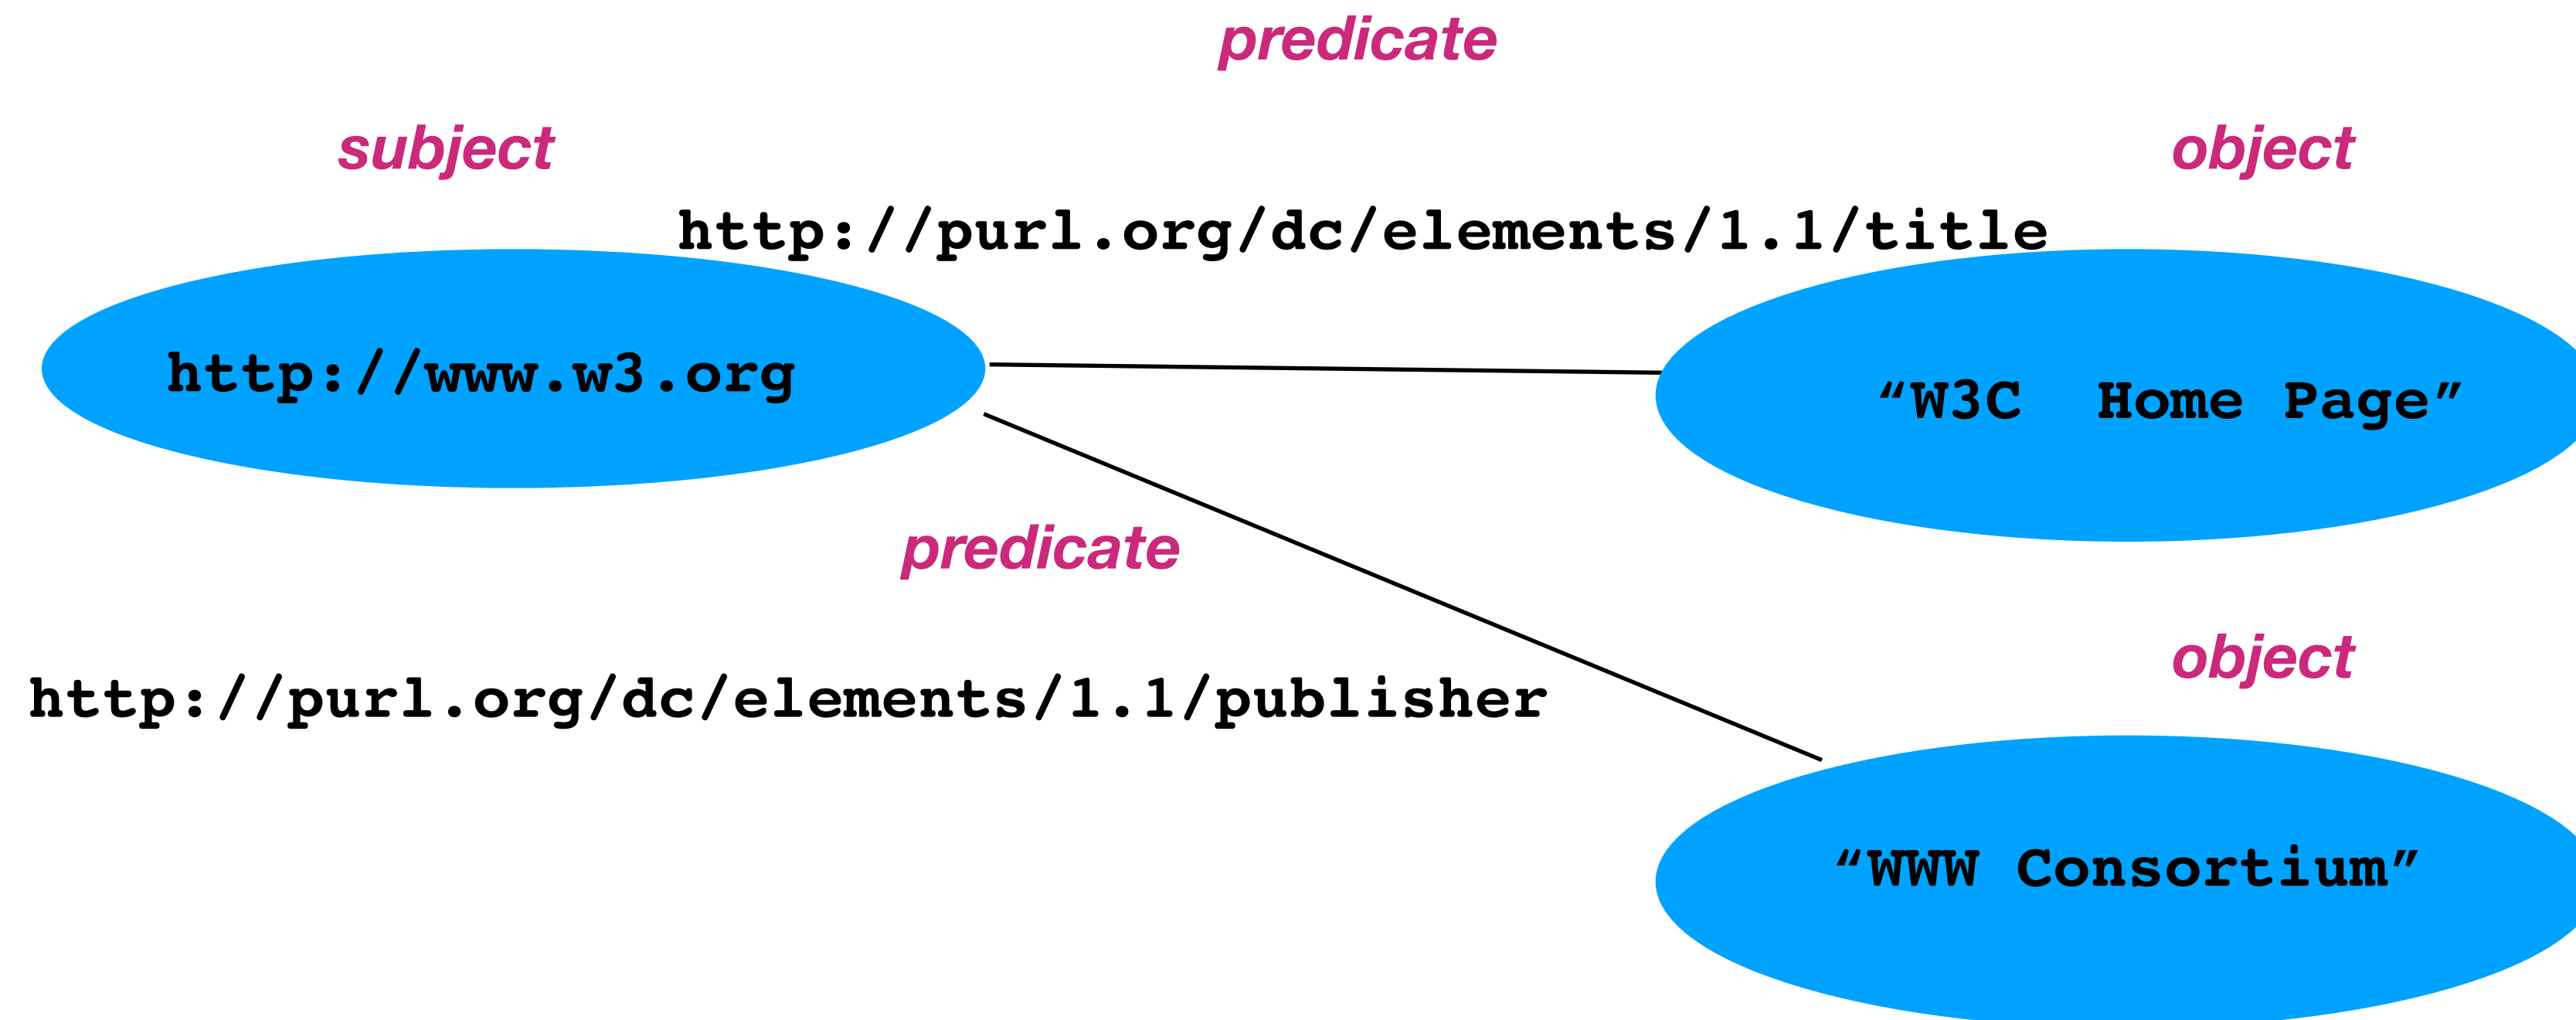 predicate
subject
object
http://purl.org/dc/elements/1.1/title
http://www.w3.org
“W3C  Home Page”
predicate
object
http://purl.org/dc/elements/1.1/publisher
“WWW Consortium”